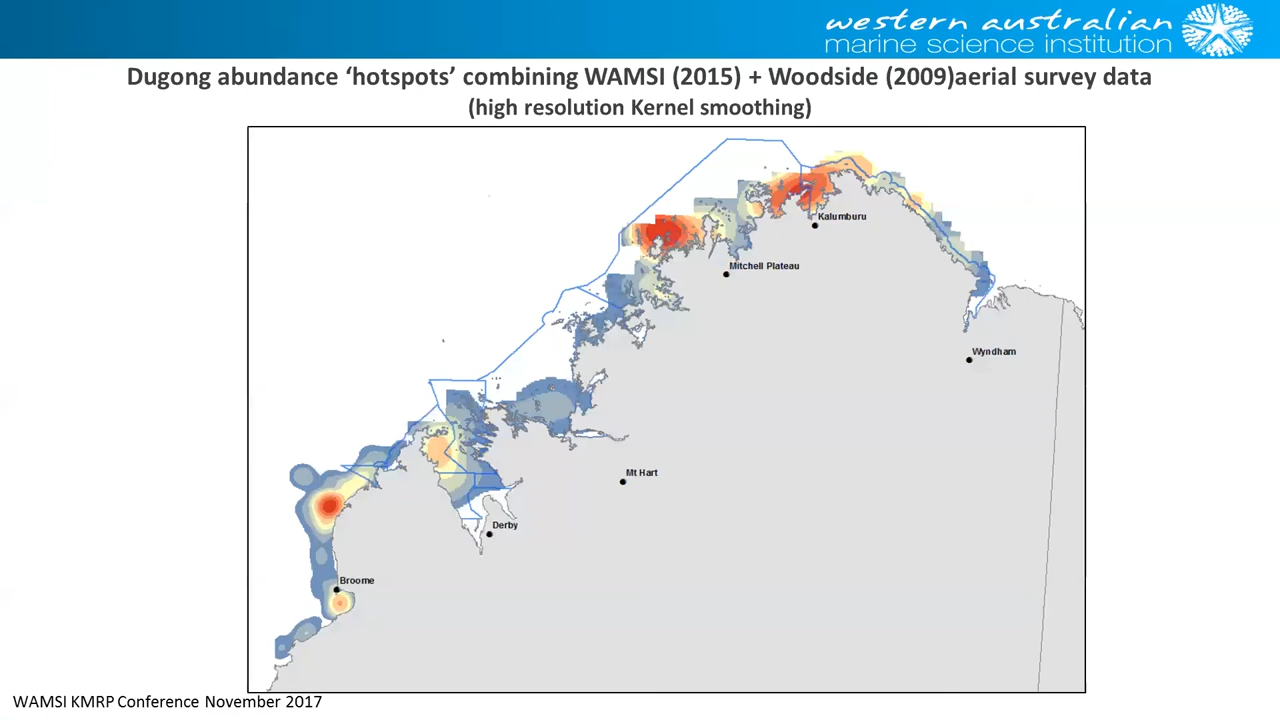 western australian
marine science institution
Dugong abundance ‘hotspots’ combining WAMSI (2015) + Woodside (2009)aerial survey data
(high resolution Kernel smoothing)
Kalumburu
Mitchell Plateau
Wyndham
Mt Hart
Derby
Broome
WAMSI KMRP Conference November 2017